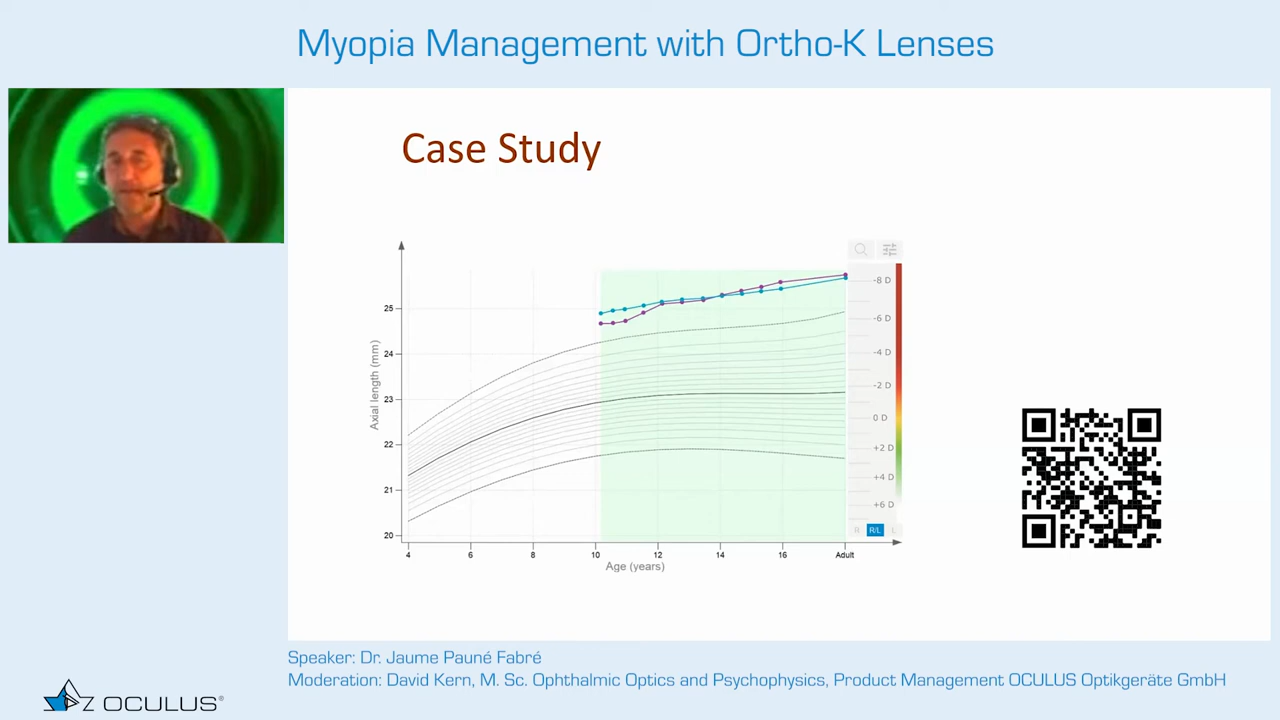 Myopia Management with Ortho-K Lenses
Case Study
Axial length (mm)
25
24
23
22
21
20
4 6 8 10 12 14 16 Adult
Age (years)
-8 D
-6 D
-4 D
-2 D
0 D
+2 D
+4 D
+6 D
R R/L L
Speaker: Dr. Jaume Pauné Fabré
Moderation: David Kern, M. Sc. Ophthalmic Optics and Psychophysics, Product Management OCULUS Optikgeräte GmbH
OCULUS®